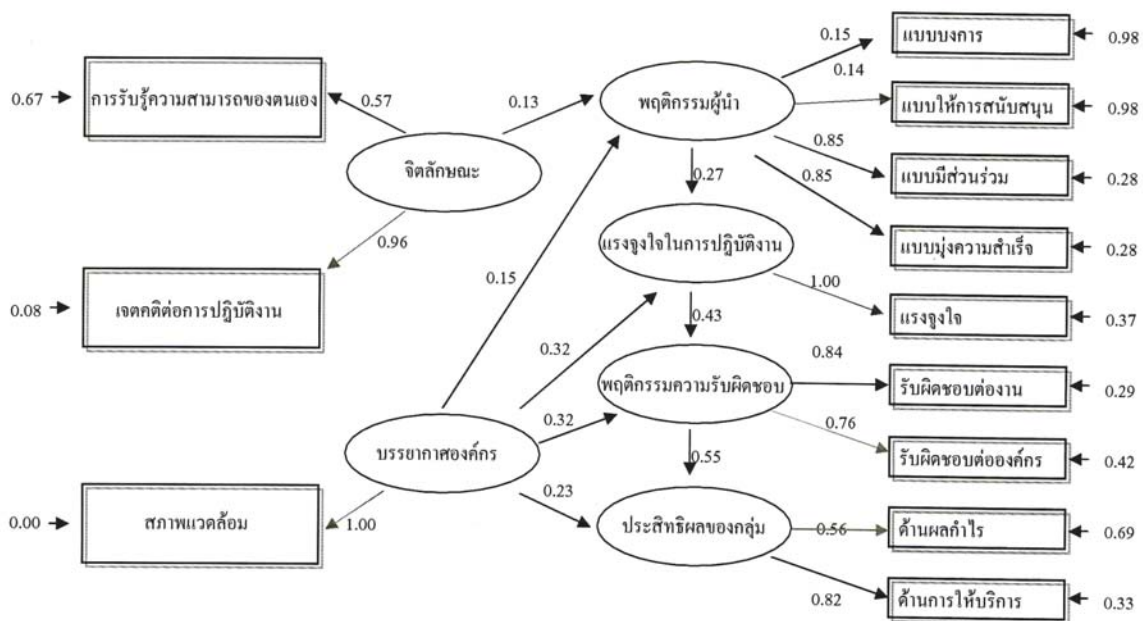 0.15
แบบบงการ
0.98
0.14
0.67
การรับรู้ความสามารถของตนเอง
0.57
0.13
พฤติกรรมผู้นำ
แบบให้การสนับสนุน
0.98
จิตลักษณะ
0.85
แบบมีส่วนร่วม
0.28
0.27
0.85
0.96
แรงจูงใจในการปฏิบัติงาน
แบบมุ่งความสำเร็จ
0.28
0.15
1.00
0.08
เจตคติต่อการปฏิบัติงาน
แรงจูงใจ
0.37
0.43
0.32
0.84
พฤติกรรมความรับผิดชอบ
รับผิดชอบต่องาน
0.29
0.32
0.76
บรรยากาศองค์กร
0.55
รับผิดชอบต่อองค์กร
0.42
0.23
0.00
สภาพแวดล้อม
1.00
ประสิทธิผลของกลุ่ม
0.56
ด้านผลกำไร
0.69
0.82
ด้านการให้บริการ
0.33